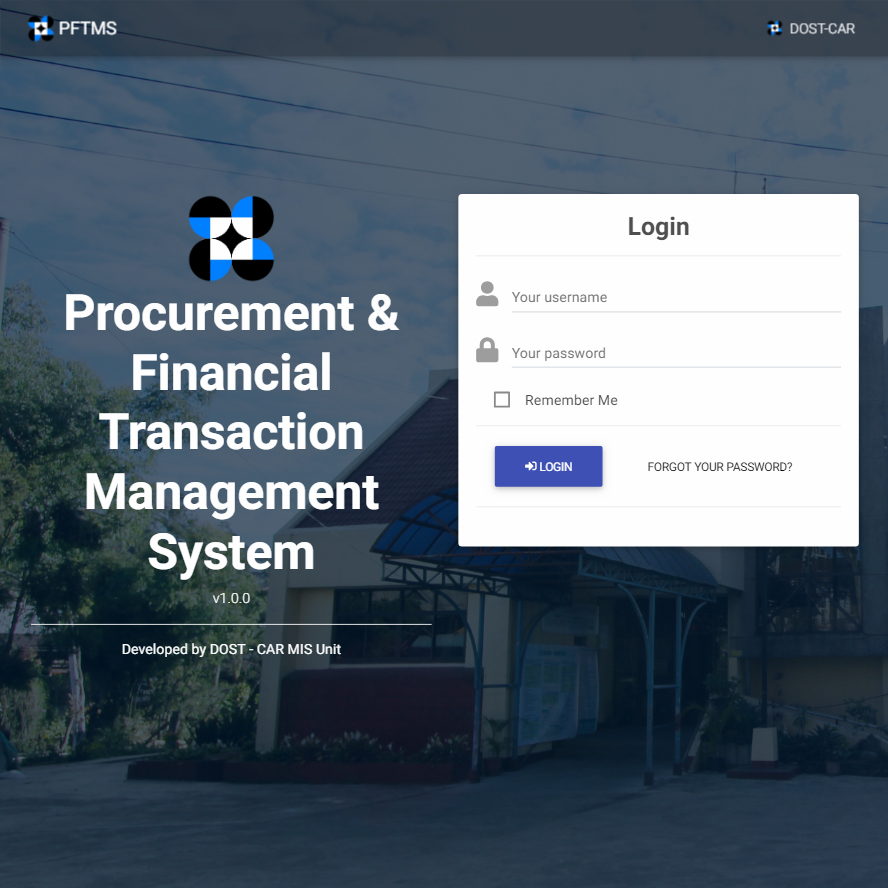 PFTMS
DOST-CAR
Procurement &
Financial
Transaction
Management
System
v1.0.0
Developed by DOST - CAR MIS Unit
Login
Your username
Your password
Remember Me
LOGIN
FORGOT YOUR PASSWORD?